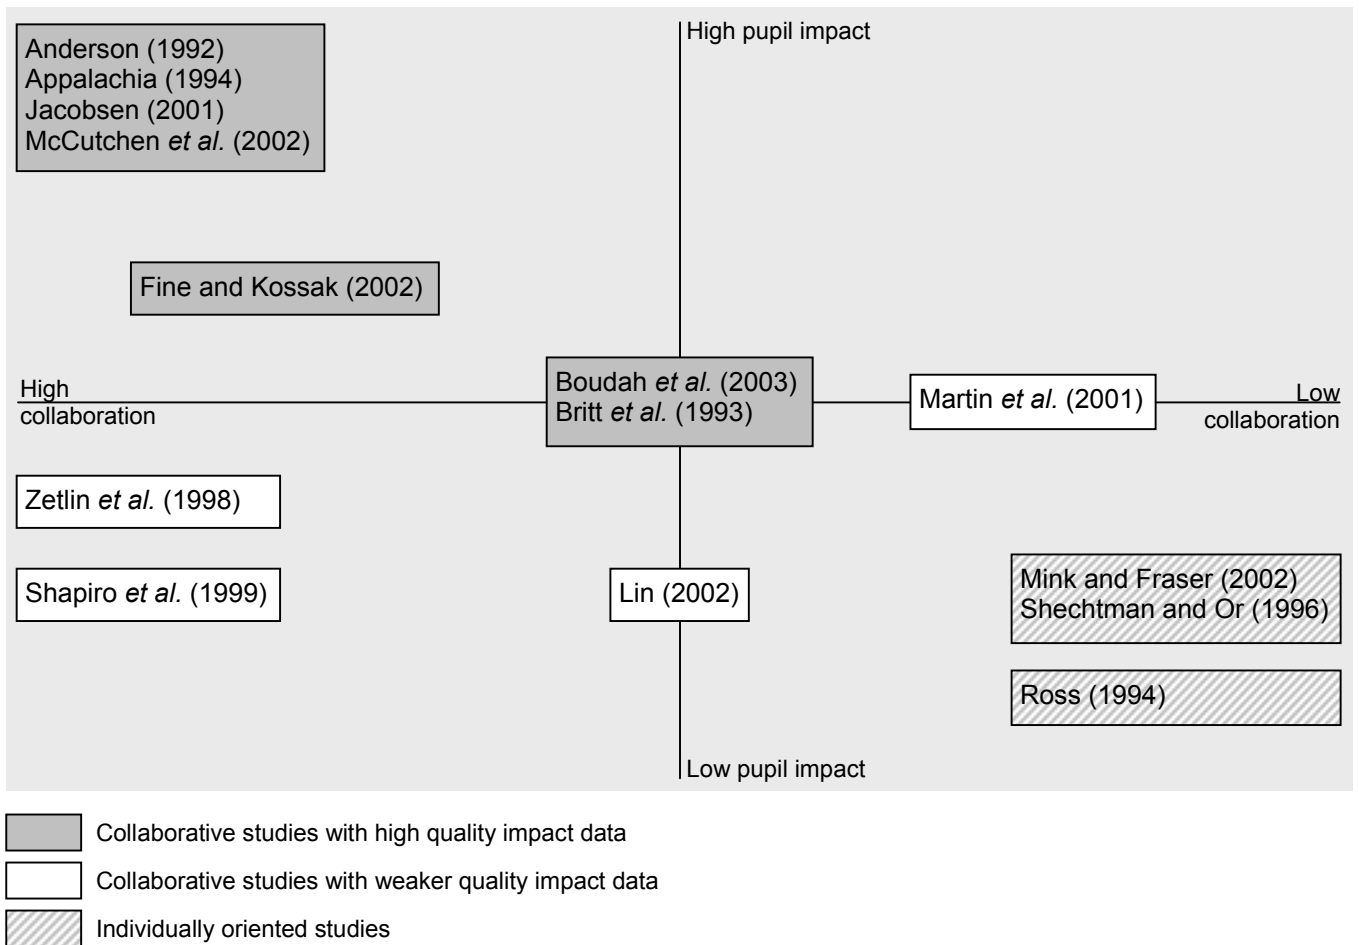 High pupil impact
Anderson (1992)
Appalachia (1994)
Jacobsen (2001)
McCutchen et al. (2002)
Fine and Kossak (2002)
High
collaboration
Boudah et al. (2003)
Britt et al. (1993)
Martin et al. (2001)
Low
collaboration
Zetlin et al. (1998)
Shapiro et al. (1999)
Lin (2002)
Mink and Fraser (2002)
Shechtman and Or (1996)
Ross (1994)
Low pupil impact
Collaborative studies with high quality impact data
Collaborative studies with weaker quality impact data
Individually oriented studies